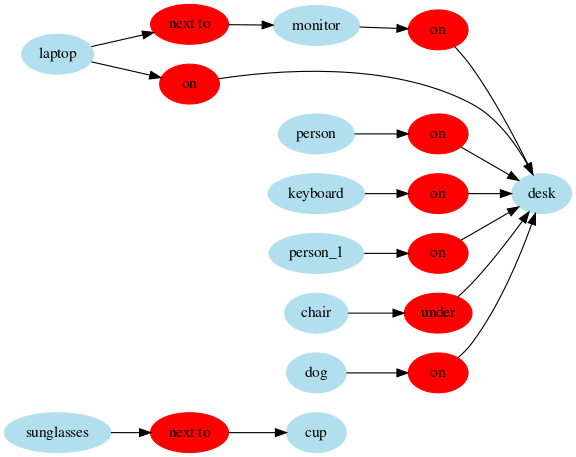 laptop
next to
monitor
on
on
person
on
desk
keyboard
on
person_1
on
chair
under
dog
on
sunglasses
next to
cup